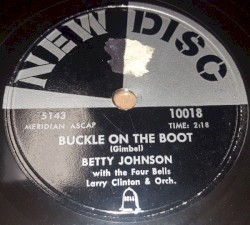 NEW DISC
5143
10018
MERIDIAN ASCAP
TIME: 2:18
BUCKLE ON THE BOOT
(Gimbel)
BETTY JOHNSON
with the Four Bells
Larry Clinton & Orch.
BELL